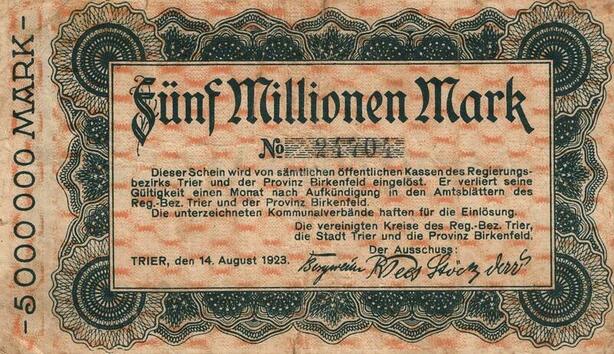 - 5 000 000 MARK -
Fünf Millionen Mark
No 21704
Dieser Schein wird von sämtlichen öffentlichen Kassen des Regierungs-
bezirks Trier und der Provinz Birkenfeld eingelöst. Er verliert seine
Gültigkeit einen Monat nach Aufkündigung in den Amtsblättern des
Reg.-Bez. Trier und der Provinz Birkenfeld.
Die unterzeichneten Kommunalverbände haften für die Einlösung.
Die vereinigten Kreise des Reg.-Bez. Trier,
die Stadt Trier und die Provinz Birkenfeld.
Der Ausschuss:
TRIER, den 14. August 1923.